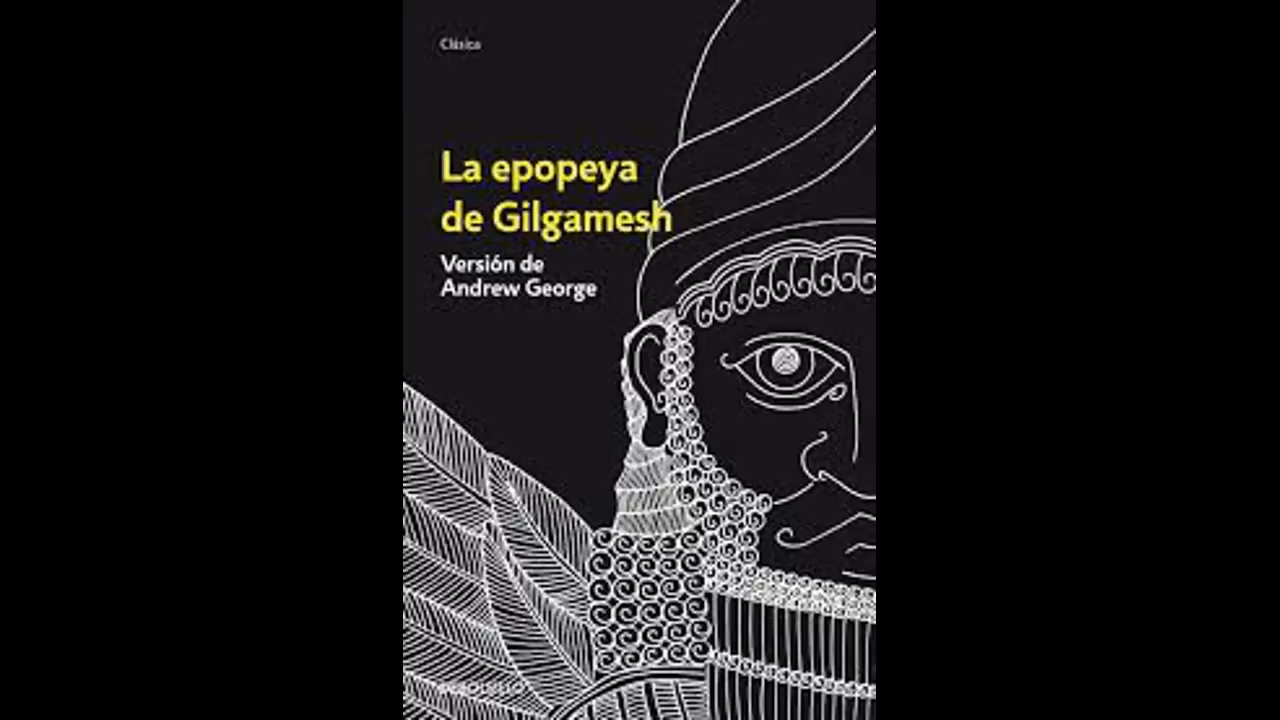 Clásica
La epopeya
de Gilgamesh
Versión de
Andrew George